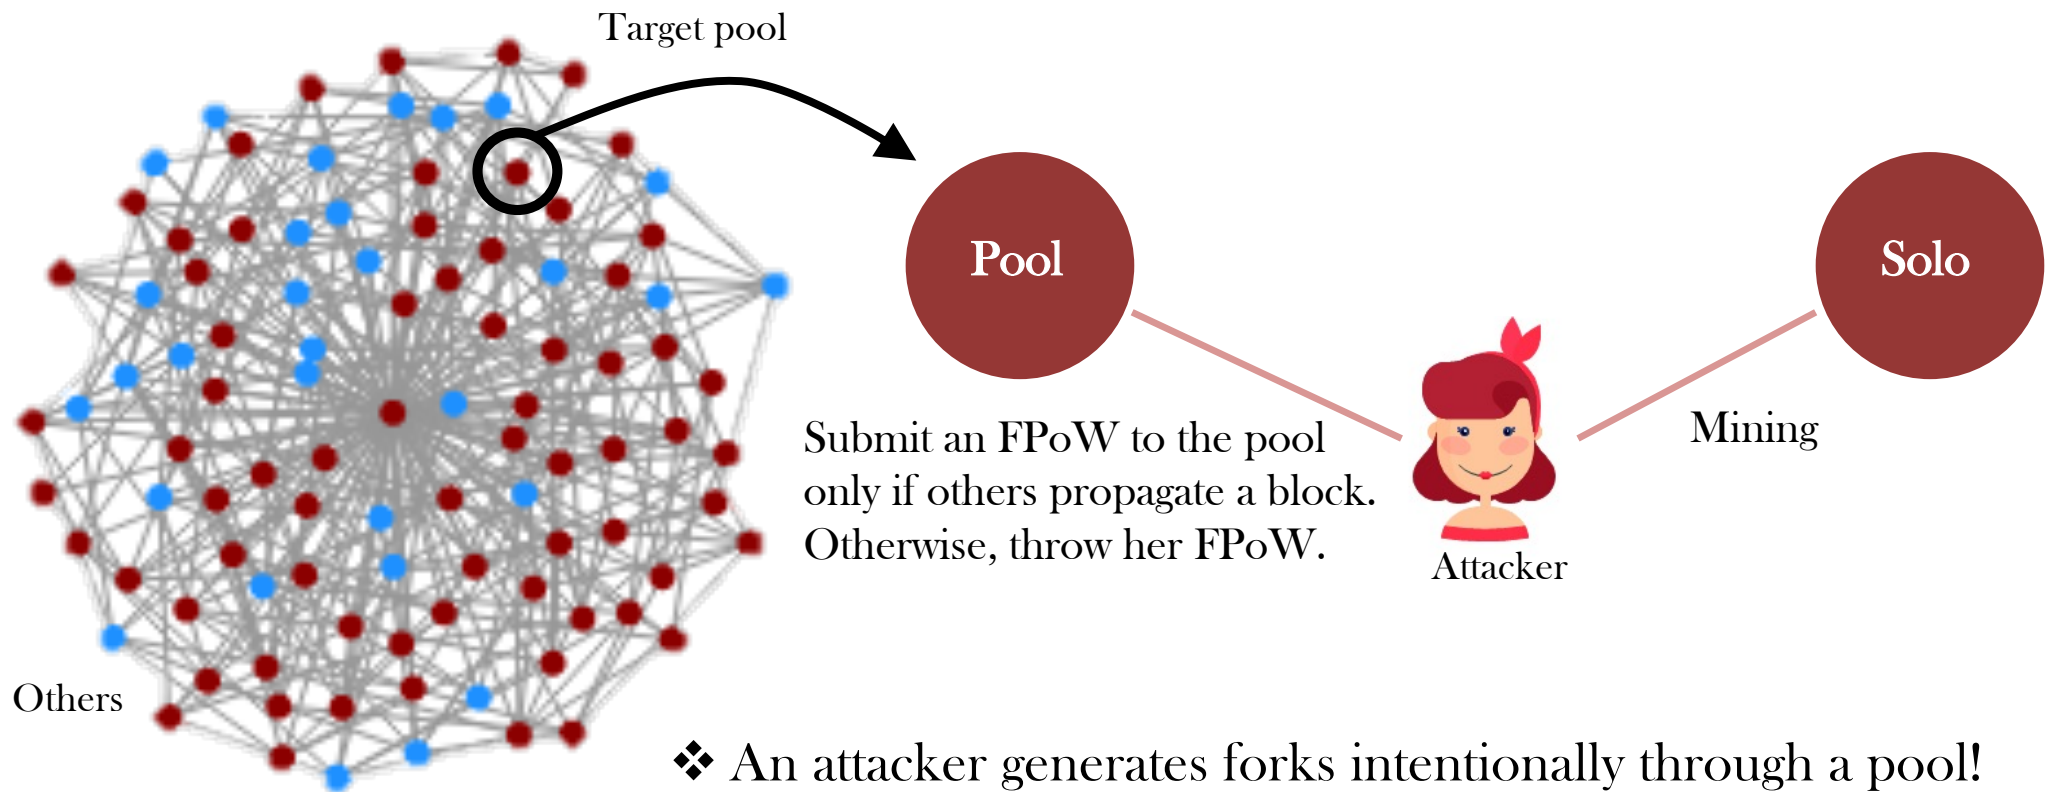 Target pool
Pool
Solo
Submit an FPoW to the pool
only if others propagate a block.
Otherwise, throw her FPoW.
Mining
Attacker
Others
❖ An attacker generates forks intentionally through a pool!